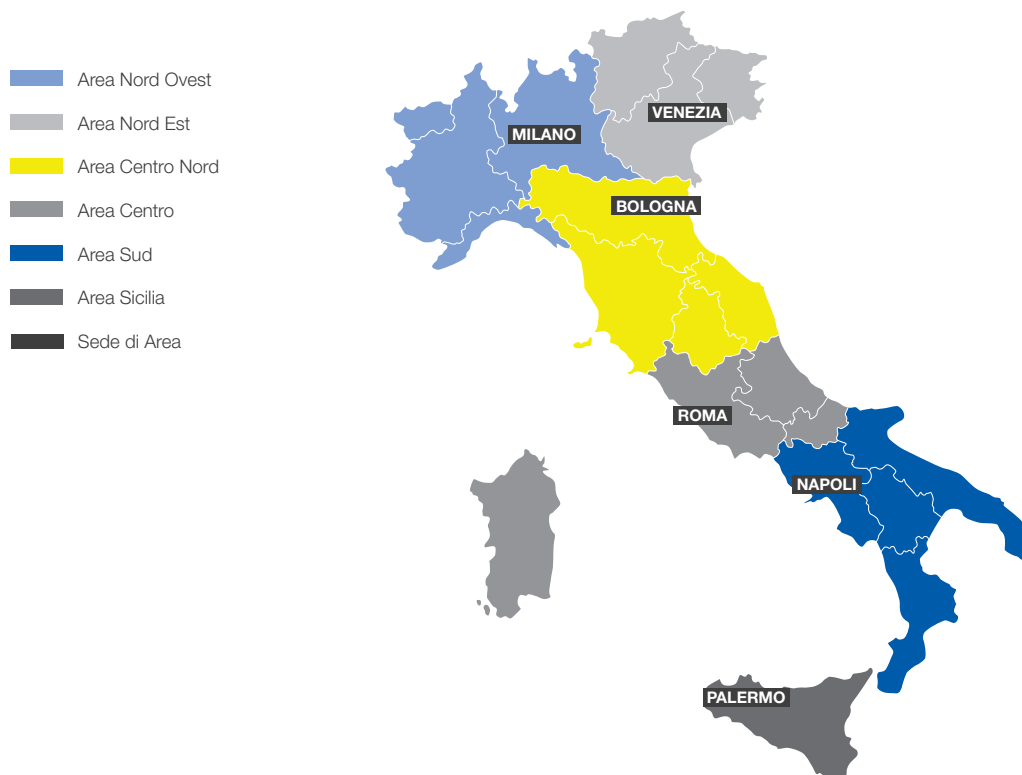 Area Nord Ovest
Area Nord Est
Area Centro Nord
Area Centro
Area Sud
Area Sicilia
Sede di Area
VENEZIA
MILANO
BOLOGNA
ROMA
NAPOLI
PALERMO